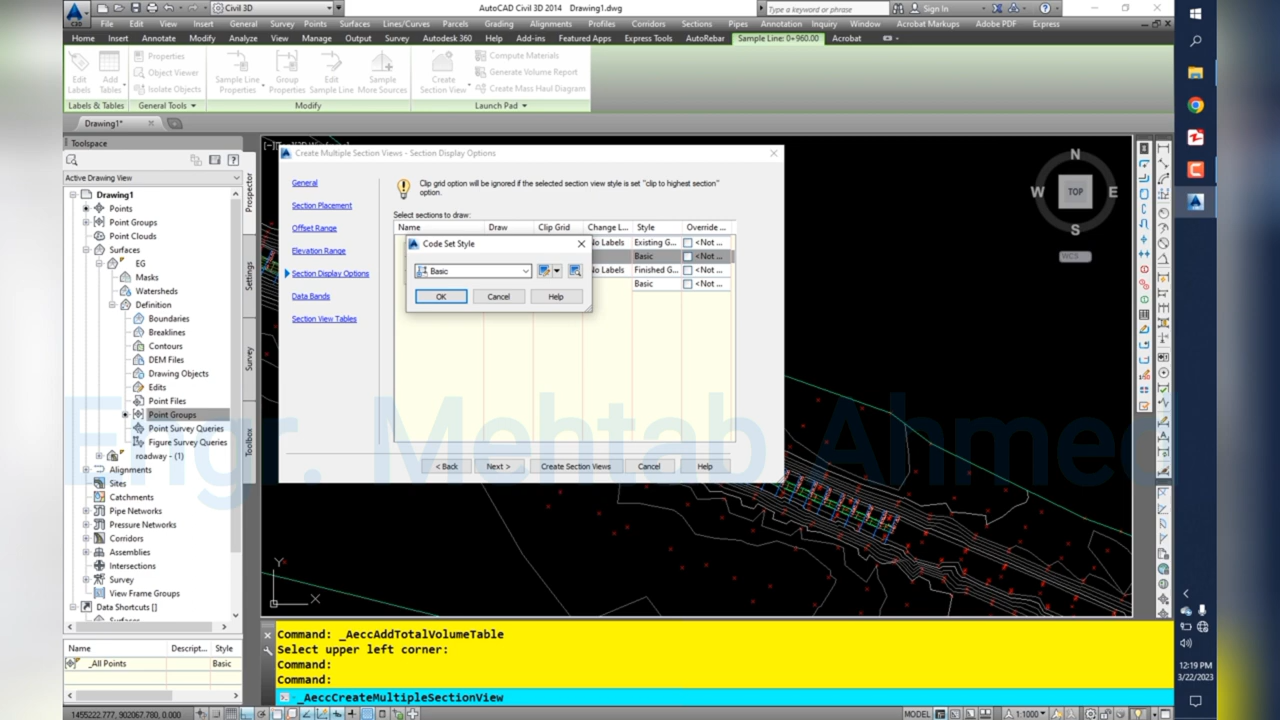 Civil 3D
AutoCAD Civil 3D 2014 Drawing1.dwg
Type a keyword or phrase
Sign In
File Edit View Insert General Survey Points Surfaces Lines/Curves Parcels Grading Alignments Profiles Corridors Sections Pipes Annotation Inquiry Window Acrobat Markups Adobe PDF Express
Home Insert Annotate Modify Analyze View Manage Output Survey Autodesk 360 Help Add-ins Featured Apps Express Tools AutoRebar Sample Line: 0+960.00 Acrobat
Edit Labels
Add Tables
Properties
Object Viewer
Isolate Objects
Sample Line Properties
Group Properties
Edit Sample Line
Sample More Sources
Create Section View
Compute Materials
Generate Volume Report
Create Mass Haul Diagram
Labels & Tables General Tools Modify Launch Pad
Drawing1*
Toolspace
Active Drawing View
Drawing1
Points
Point Groups
Point Clouds
Surfaces
EG
Masks
Watersheds
Definition
Boundaries
Breaklines
Contours
DEM Files
Drawing Objects
Edits
Point Files
Point Groups
Point Survey Queries
Figure Survey Queries
roadway - (1)
Alignments
Sites
Catchments
Pipe Networks
Pressure Networks
Corridors
Assemblies
Intersections
Survey
View Frame Groups
Data Shortcuts []
Prospector
Settings
Survey
Toolbox
Name Descript... Style
_All Points Basic
Create Multiple Section Views - Section Display Options
General
Section Placement
Offset Range
Elevation Range
Section Display Options
Data Bands
Section View Tables
Clip grid option will be ignored if the selected section view style is set "clip to highest section"
option.
Select sections to draw:
Name Draw Clip Grid Change L... Style Override ...
No Labels Existing G... <Not ...
Basic <Not ...
No Labels Finished G... <Not ...
Basic <Not ...
Code Set Style
Basic
OK Cancel Help
< Back Next > Create Section Views Cancel Help
N
W TOP E
S
WCS
Y
X
Engr. Mehtab Ahmed
Command: _AeccAddTotalVolumeTable
Select upper left corner:
Command:
Command:
_AeccCreateMultipleSectionView
1455222.777, 902067.780, 0.000
MODEL
1:1000
12:19 PM
3/22/2023